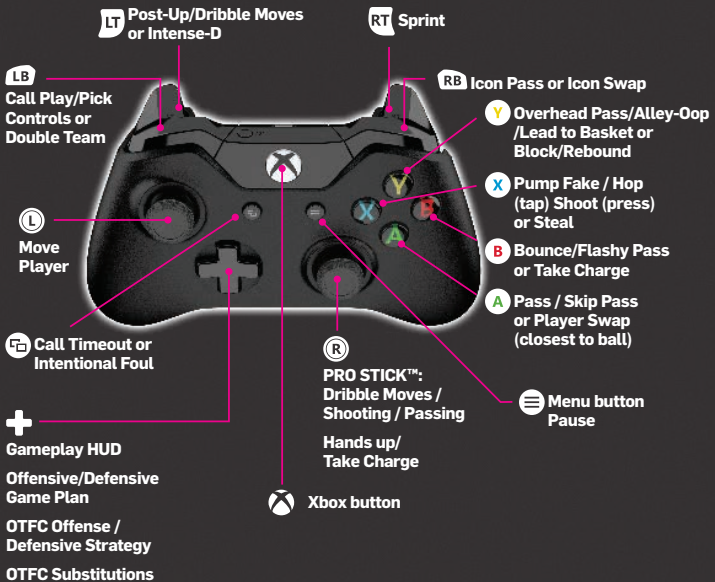 LT Post-Up/Dribble Moves
or Intense-D
RT Sprint
LB
Call Play/Pick
Controls or
Double Team
RB Icon Pass or Icon Swap
Y Overhead Pass/Alley-Oop
/Lead to Basket or
Block/Rebound
X Pump Fake / Hop
(tap) Shoot (press)
or Steal
B Bounce/Flashy Pass
or Take Charge
A Pass / Skip Pass
or Player Swap
(closest to ball)
Y
X
B
A
L
Move
Player
Call Timeout or
Intentional Foul
R
PRO STICK™:
Dribble Moves /
Shooting / Passing
Hands up/
Take Charge
Menu button
Pause
Gameplay HUD
Offensive/Defensive
Game Plan
OTFC Offense /
Defensive Strategy
OTFC Substitutions
Xbox button